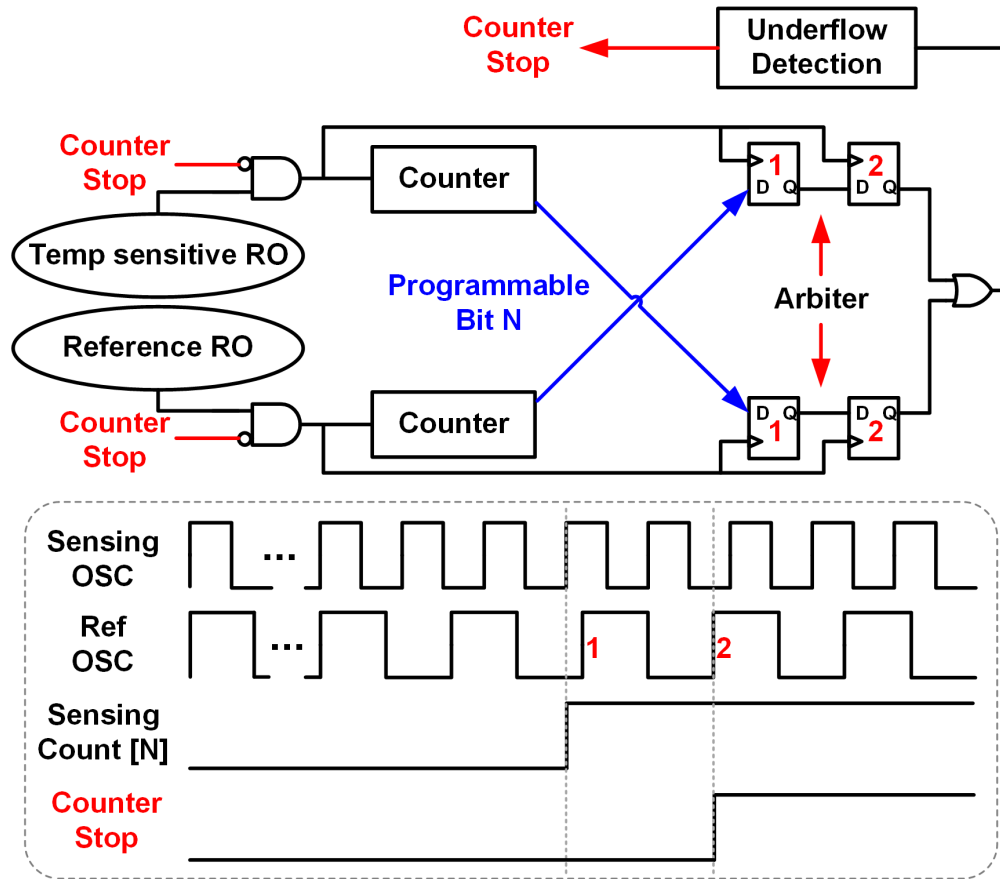 Counter
Stop
Underflow
Detection
Counter
Stop
Counter
1
D Q
2
D Q
Temp sensitive RO
Programmable
Bit N
Arbiter
Reference RO
Counter
Stop
Counter
D Q
1
D Q
2
Sensing
OSC
...
Ref
OSC
...
1
2
Sensing
Count [N]
Counter
Stop